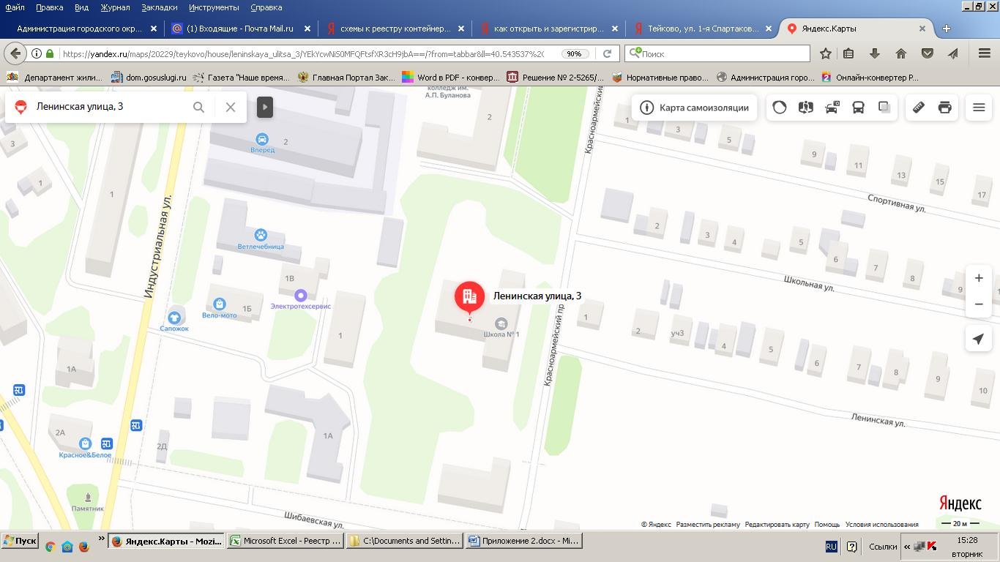 Файл Правка Вид Журнал Закладки Инструменты Справка
Администрация городского окр... (1) Входящие - Почта Mail.ru схемы к реестру контейнер... как открыть и зарегистрир... Тейково, ул. 1-я Спартаков... Яндекс.Карты
https://yandex.ru/maps/20229/teykovo/house/leninskaya_ulitsa_3/YEkYcwNiS0MFQFtsfXR3cH9jbA==/?from=tabbar&ll=40.543537%2C 90% Поиск
Департамент жили... dom.gosuslugi.ru Газета "Наше время... Главная Портал Зак... Word в PDF - конвер... Решение № 2-5265/... Нормативные право... Администрация горо... Онлайн-конвертер Р...
Ленинская улица, 3
Карта самоизоляции
колледж им.
А.П. Буланова
2
Красноармейский
1 3 5 9 11 13 15 17
Спортивная ул.
3 1 1
2
Вперед
Индустриальная ул.
Ветлечебница
2 3 4 5 6 7 8 9
Школьная ул.
1В
Электротехсервис
Вело-мото
1Б
Сапожок
1
Ленинская улица, 3
Школа № 1
Красноармейский пр
1 2 уч3 4 5 6 7 8 9 10
Ленинская ул.
1А
2А
Красное&Белое
2Д
1А
Памятник
Шибаевская ул.
Яндекс
© Яндекс Разместить рекламу Редактировать карту Помощь Условия использования 20 м
Пуск Яндекс.Карты - Mozi... Microsoft Excel - Реестр ... C:\Documents and Settin... Приложение 2.docx - Mi... RU Ссылки « 15:28
вторник